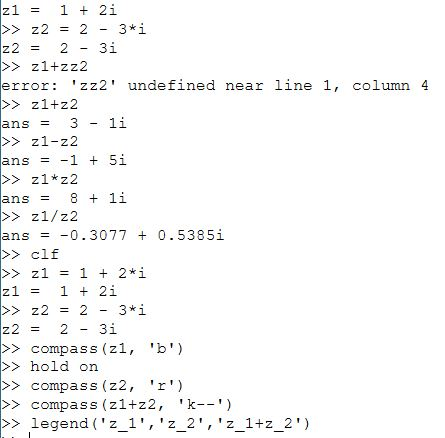 z1 =  1 + 2i
>> z2 = 2 - 3*i
z2 =  2 - 3i
>> z1+zz2
error: 'zz2' undefined near line 1, column 4
>> z1+z2
ans =  3 - 1i
>> z1-z2
ans = -1 + 5i
>> z1*z2
ans =  8 + 1i
>> z1/z2
ans = -0.3077 + 0.5385i
>> clf
>> z1 = 1 + 2*i
z1 =  1 + 2i
>> z2 = 2 - 3*i
z2 =  2 - 3i
>> compass(z1, 'b')
>> hold on
>> compass(z2, 'r')
>> compass(z1+z2, 'k--')
>> legend('z_1','z_2','z_1+z_2')